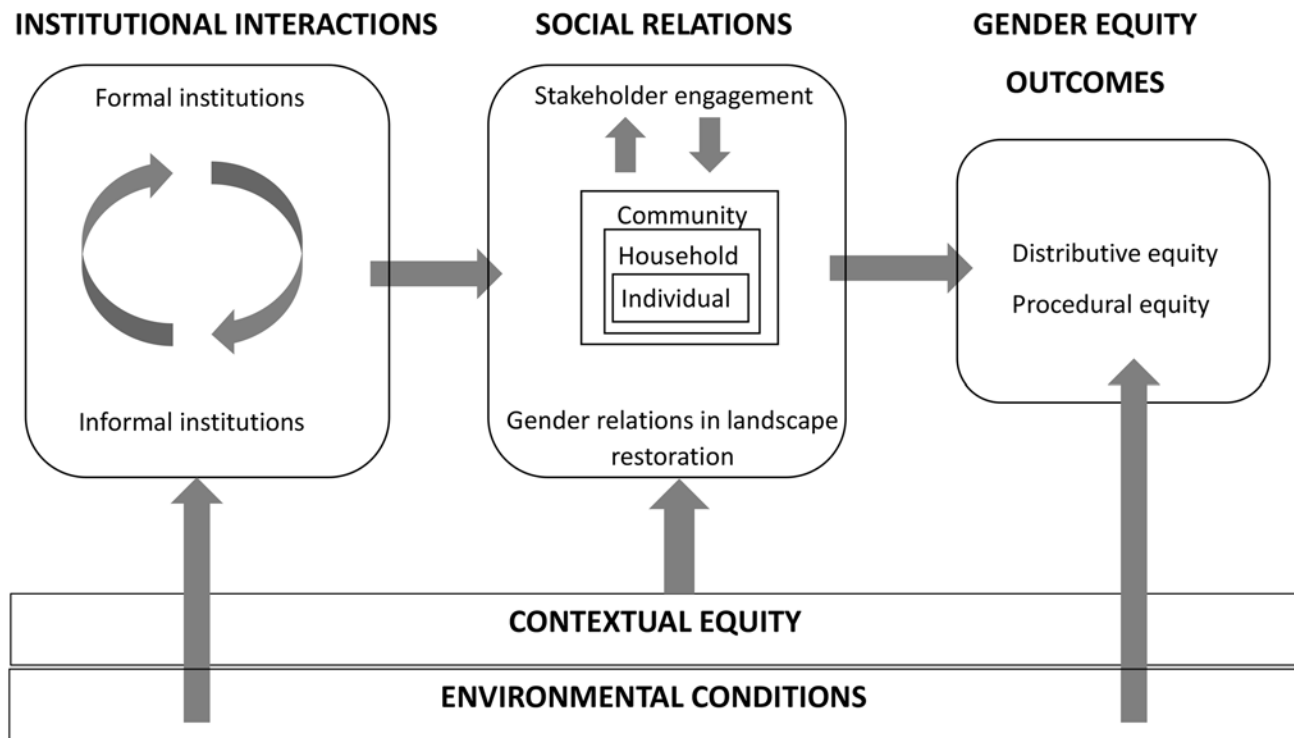 INSTITUTIONAL INTERACTIONS
Formal institutions
Informal institutions
SOCIAL RELATIONS
Stakeholder engagement
Community
Household
Individual
Gender relations in landscape
restoration
GENDER EQUITY
OUTCOMES
Distributive equity
Procedural equity
CONTEXTUAL EQUITY
ENVIRONMENTAL CONDITIONS